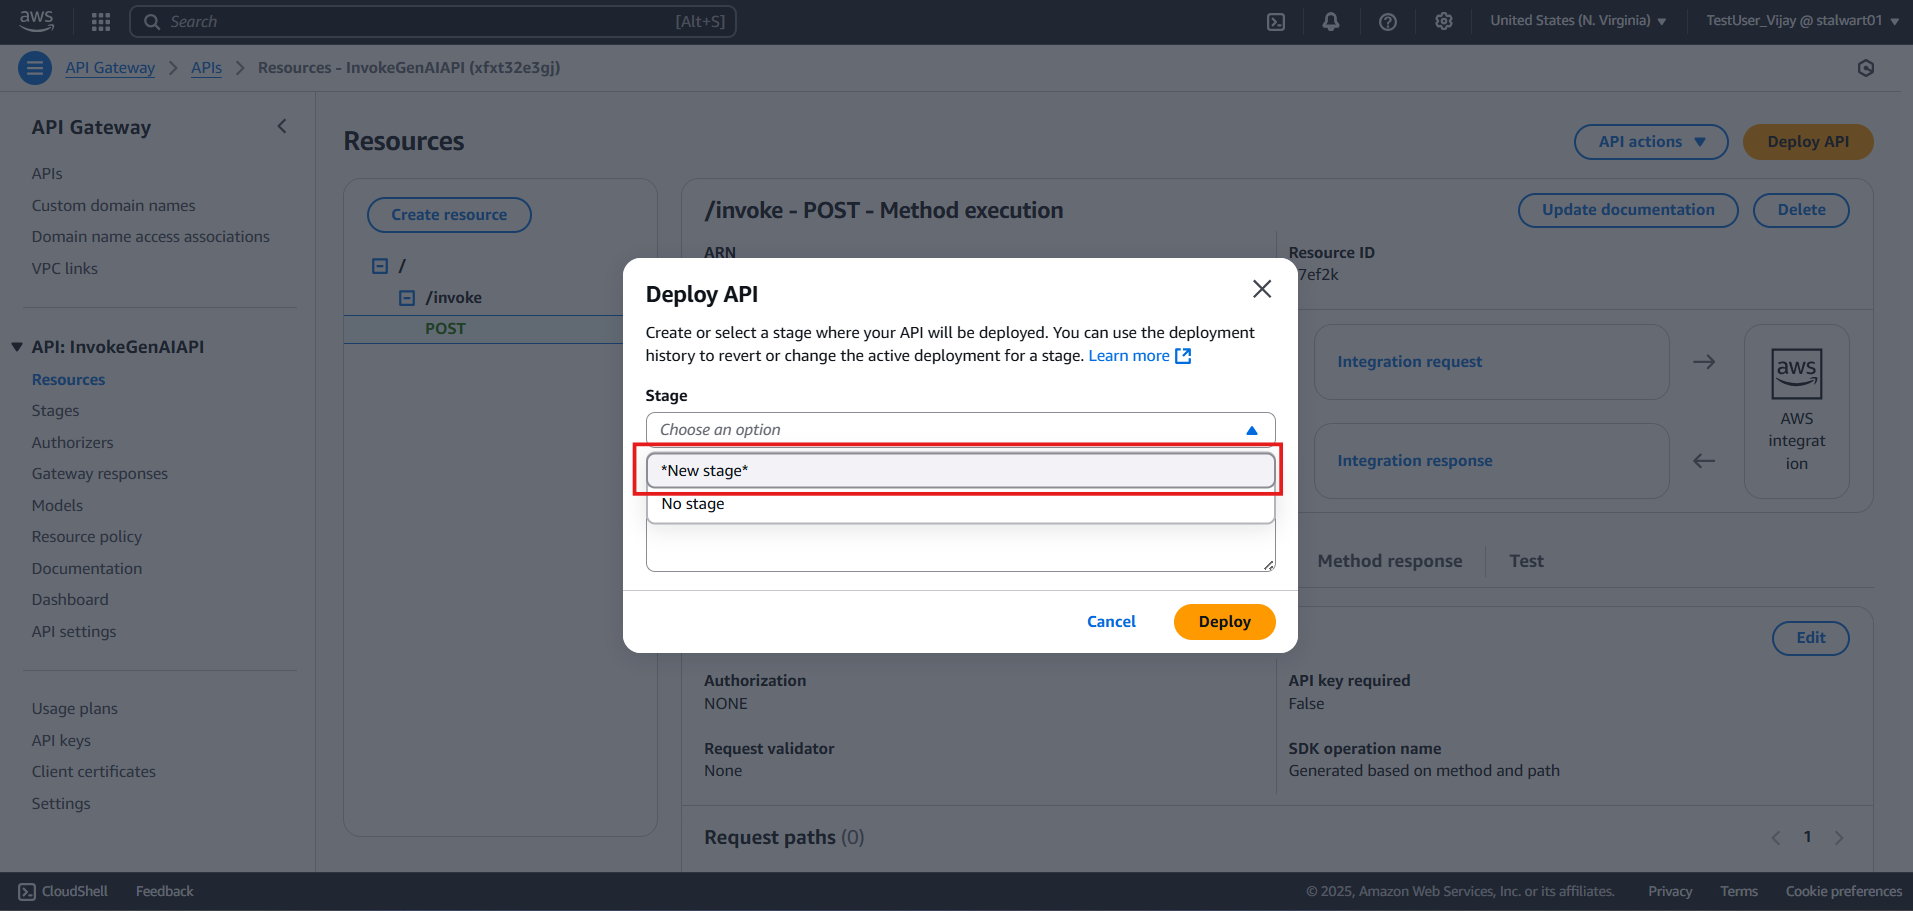 aws
Search
[Alt+S]
United States (N. Virginia)
TestUser_Vijay @ stalwart01
API Gateway
APIs
Resources - InvokeGenAIAPI (xfxt32e3gj)
API Gateway
APIs
Custom domain names
Domain name access associations
VPC links
API: InvokeGenAIAPI
Resources
Stages
Authorizers
Gateway responses
Models
Resource policy
Documentation
Dashboard
API settings
Usage plans
API keys
Client certificates
Settings
Resources
API actions
Deploy API
Create resource
/
/invoke
POST
/invoke - POST - Method execution
Update documentation
Delete
ARN
Resource ID
7ef2k
Deploy API
Create or select a stage where your API will be deployed. You can use the deployment
history to revert or change the active deployment for a stage. Learn more
Stage
Choose an option
*New stage*
No stage
Cancel
Deploy
Integration request
Integration response
aws
AWS
integrat
ion
Method response
Test
Edit
Authorization
NONE
API key required
False
Request validator
None
SDK operation name
Generated based on method and path
Request paths (0)
1
CloudShell
Feedback
© 2025, Amazon Web Services, Inc. or its affiliates.
Privacy
Terms
Cookie preferences